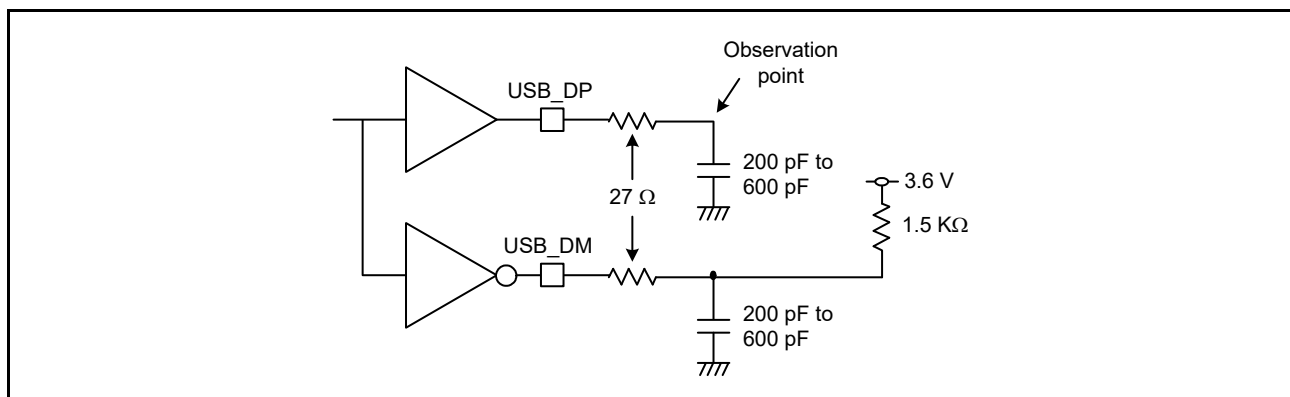 Observation
point
USB_DP
200 pF to
600 pF
3.6 V
27 Ω
1.5 KΩ
USB_DM
200 pF to
600 pF